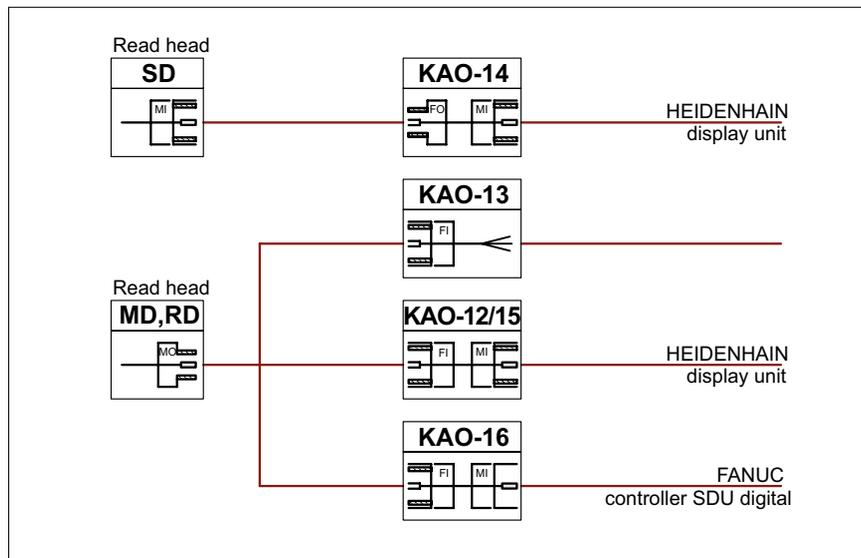 Read head
SD
MI
KAO-14
FO MI
HEIDENHAIN
display unit
KAO-13
FI
Read head
MD,RD
MO
KAO-12/15
FI MI
HEIDENHAIN
display unit
KAO-16
FI MI
FANUC
controller SDU digital